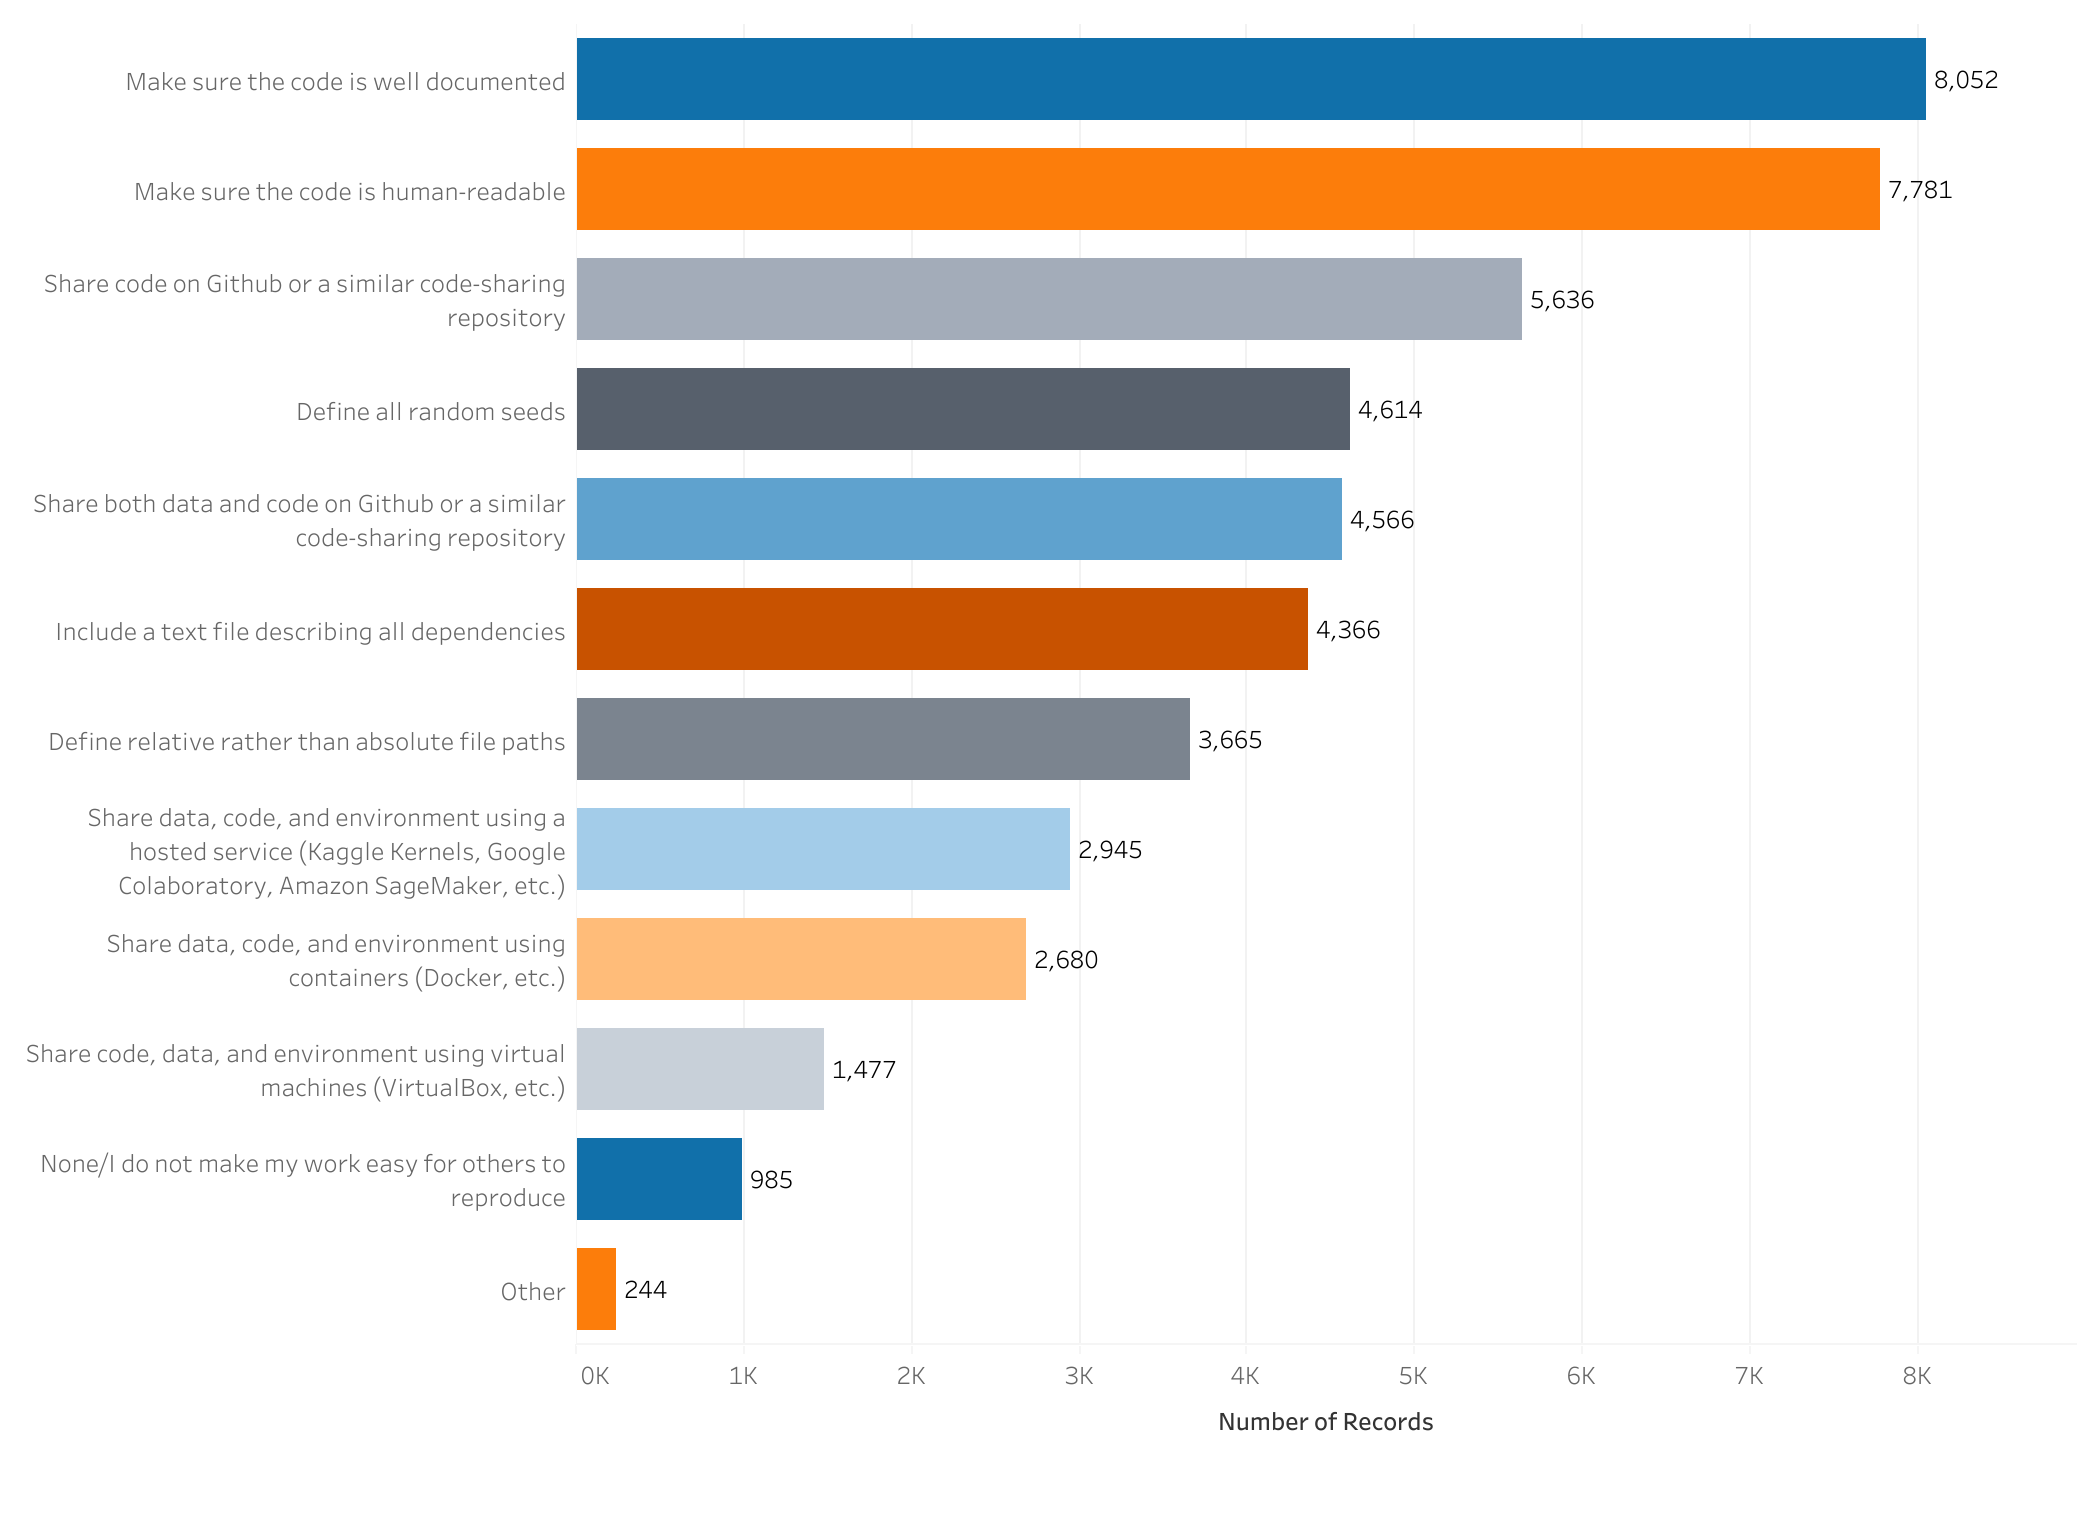 Make sure the code is well documented
8,052
Make sure the code is human-readable
7,781
Share code on Github or a similar code-sharing
repository
5,636
Define all random seeds
4,614
Share both data and code on Github or a similar
code-sharing repository
4,566
Include a text file describing all dependencies
4,366
Define relative rather than absolute file paths
3,665
Share data, code, and environment using a
hosted service (Kaggle Kernels, Google
Colaboratory, Amazon SageMaker, etc.)
2,945
Share data, code, and environment using
containers (Docker, etc.)
2,680
Share code, data, and environment using virtual
machines (VirtualBox, etc.)
1,477
None/I do not make my work easy for others to
reproduce
985
Other
244
0K 1K 2K 3K 4K 5K 6K 7K 8K
Number of Records